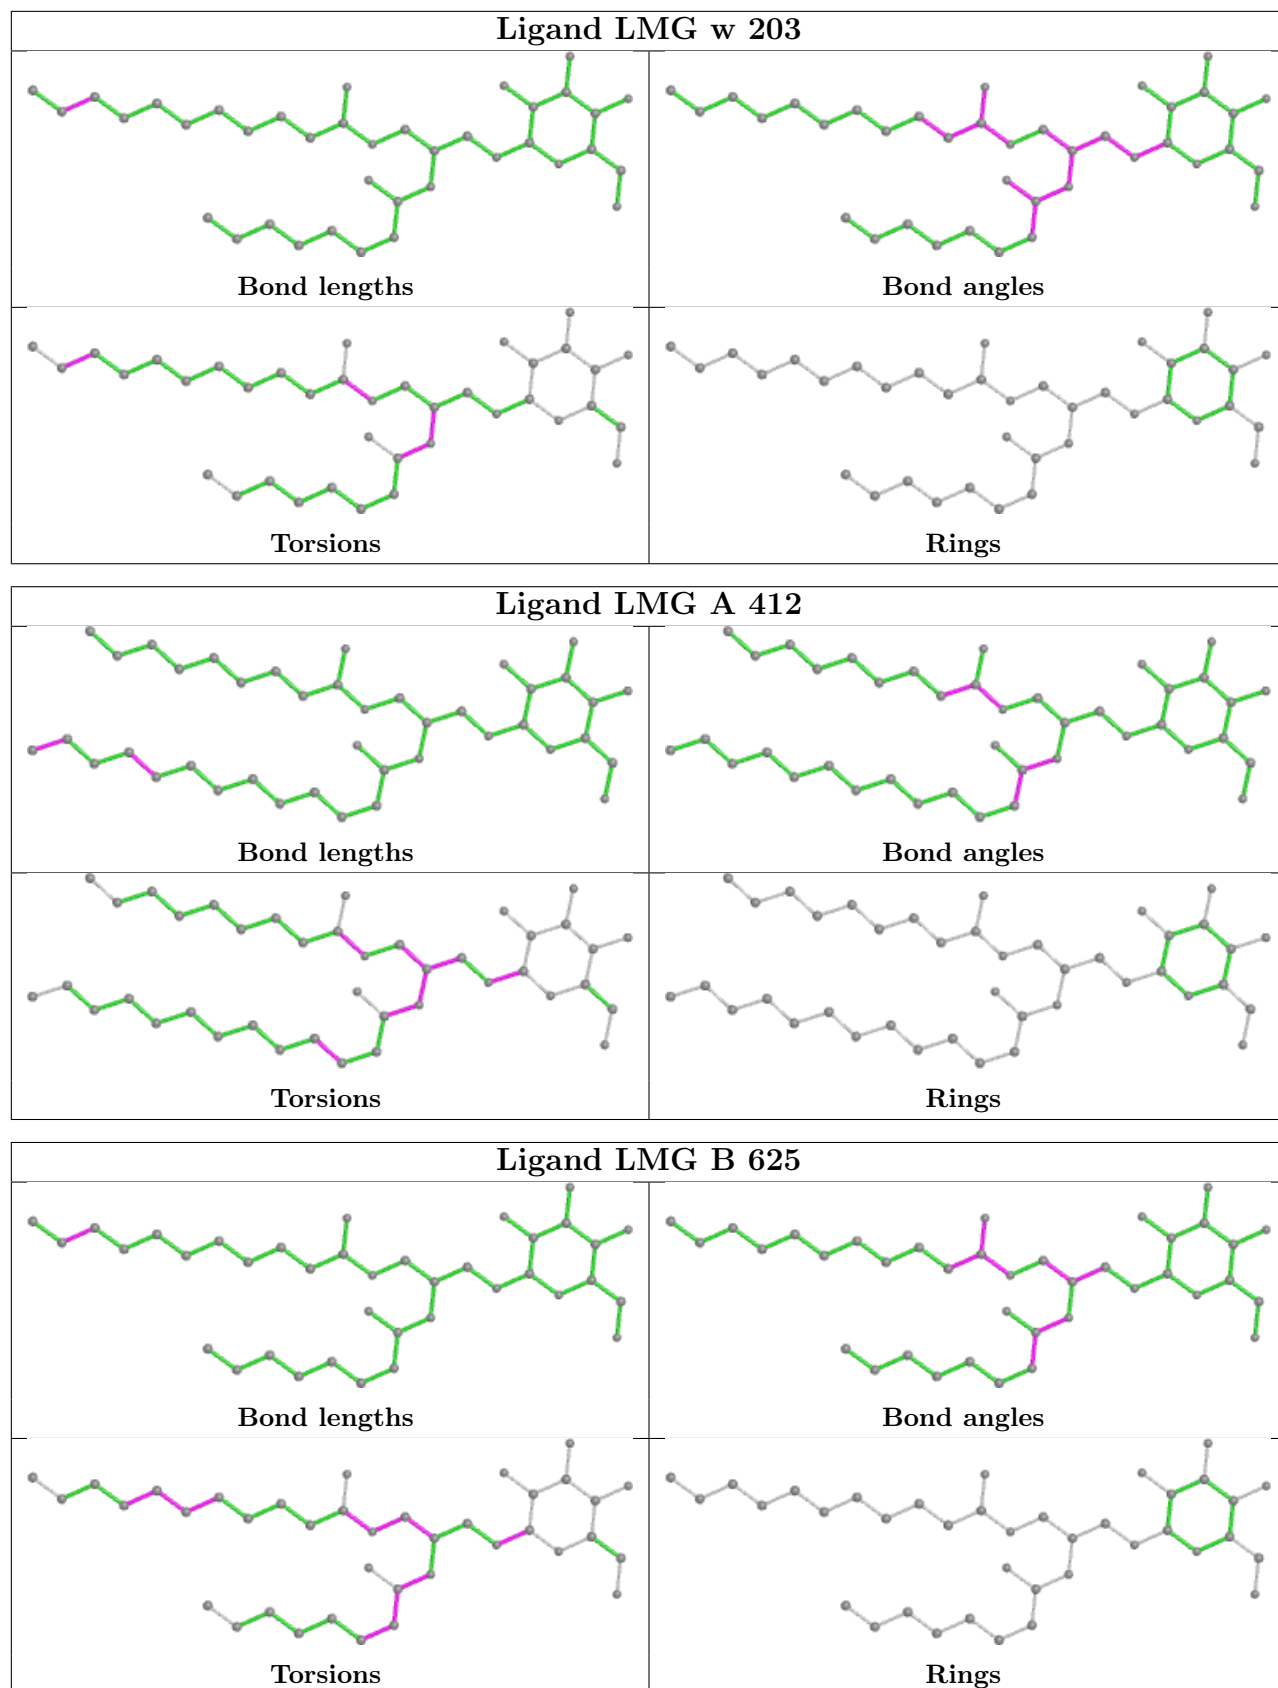 Ligand LMG w 203
Bond lengths
Bond angles
Torsions
Rings
Ligand LMG A 412
Bond lengths
Bond angles
Torsions
Rings
Ligand LMG B 625
Bond lengths
Bond angles
Torsions
Rings